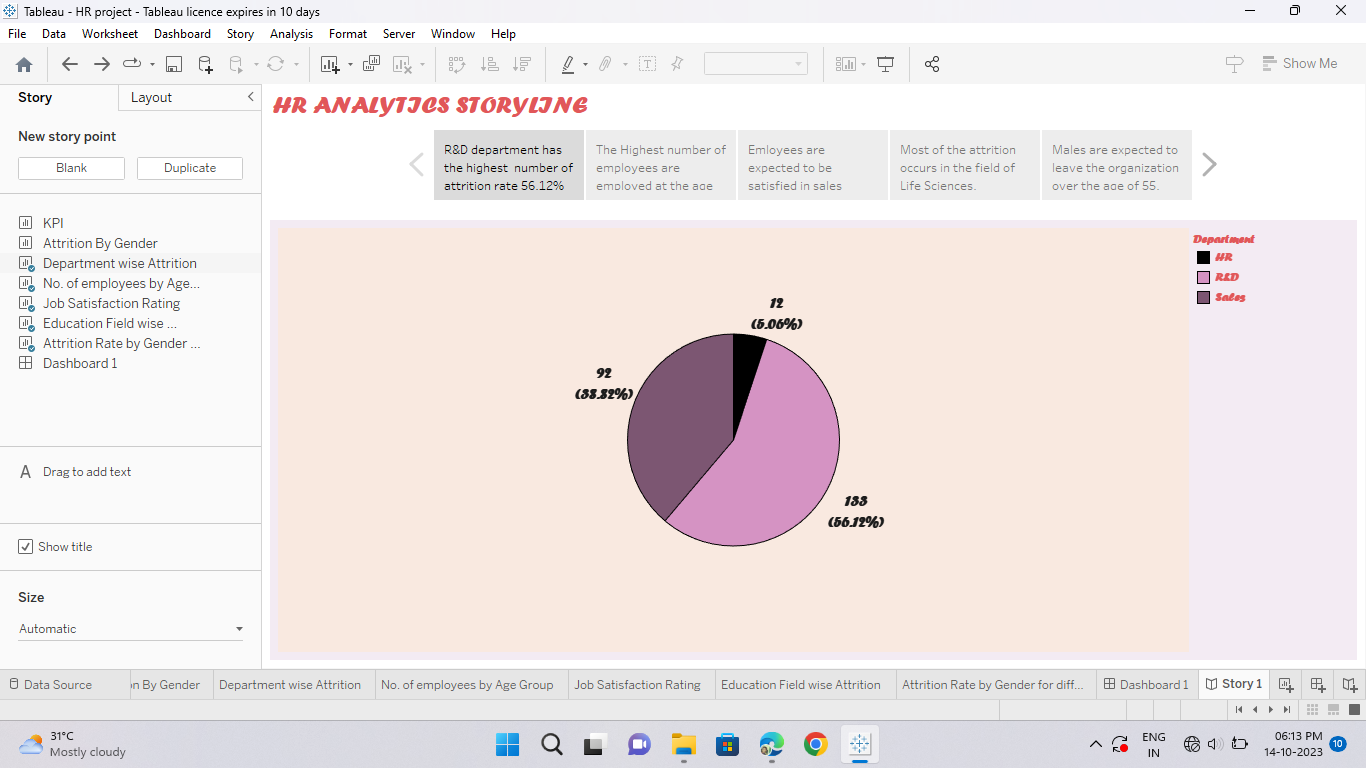 Tableau - HR project - Tableau licence expires in 10 days
File Data Worksheet Dashboard Story Analysis Format Server Window Help
Show Me
Story Layout
New story point
Blank Duplicate
KPI
Attrition By Gender
Department wise Attrition
No. of employees by Age...
Job Satisfaction Rating
Education Field wise ...
Attrition Rate by Gender ...
Dashboard 1
A Drag to add text
Show title
Size
Automatic
HR ANALYTICS STORYLINE
R&D department has
the highest number of
attrition rate 56.12%
The Highest number of
employees are
employed at the age
Emloyees are
expected to be
satisfied in sales
Most of the attrition
occurs in the field of
Life Sciences.
Males are expected to
leave the organization
over the age of 55.
12
(5.06%)
92
(38.82%)
133
(56.12%)
Department
HR
R&D
Sales
Data Source n By Gender Department wise Attrition No. of employees by Age Group Job Satisfaction Rating Education Field wise Attrition Attrition Rate by Gender for diff... Dashboard 1 Story 1
31°C
Mostly cloudy
ENG
IN
06:13 PM
14-10-2023
10